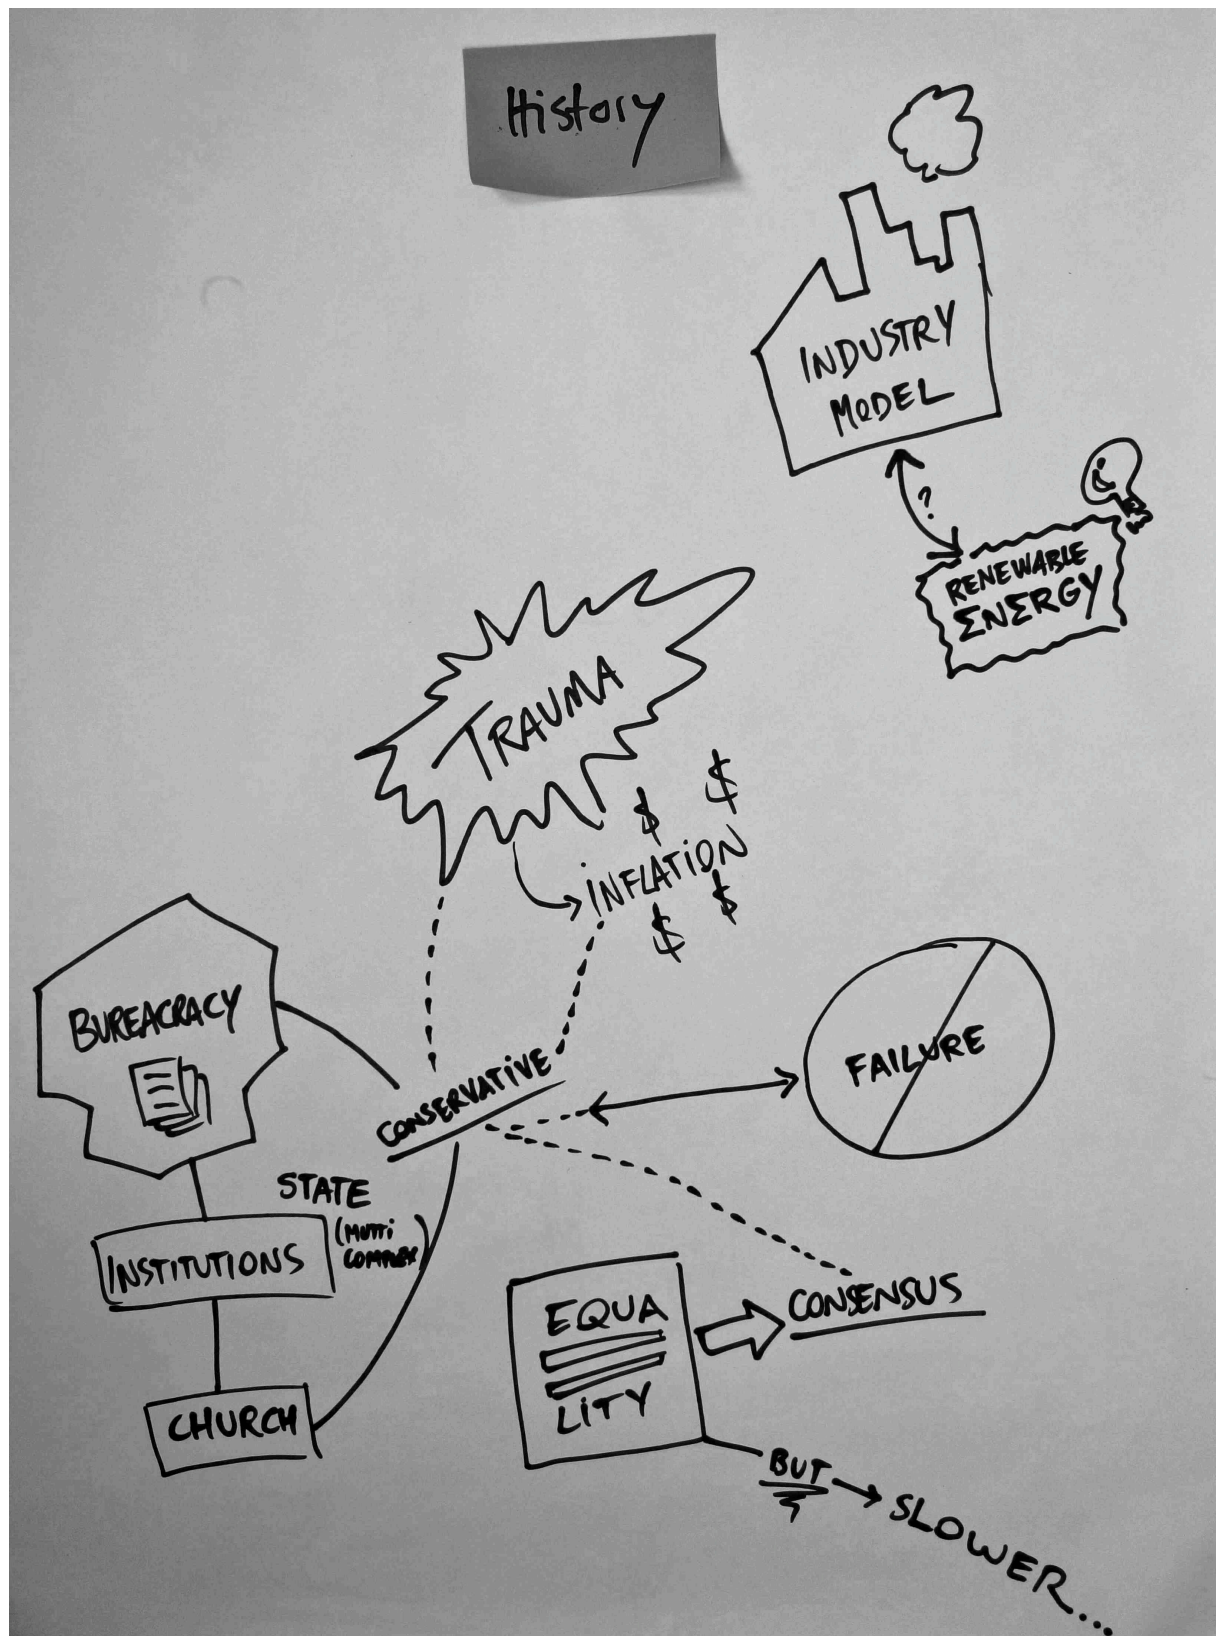 History
INDUSTRY
MODEL
?
RENEWABLE
ENERGY
TRAUMA
$ $
INFLATION
$ $
BUREACRACY
CONSERVATIVE
FAILURE
STATE
(MUTTI
COMPLEX)
INSTITUTIONS
CHURCH
EQUA
LITY
CONSENSUS
BUT
SLOWER...